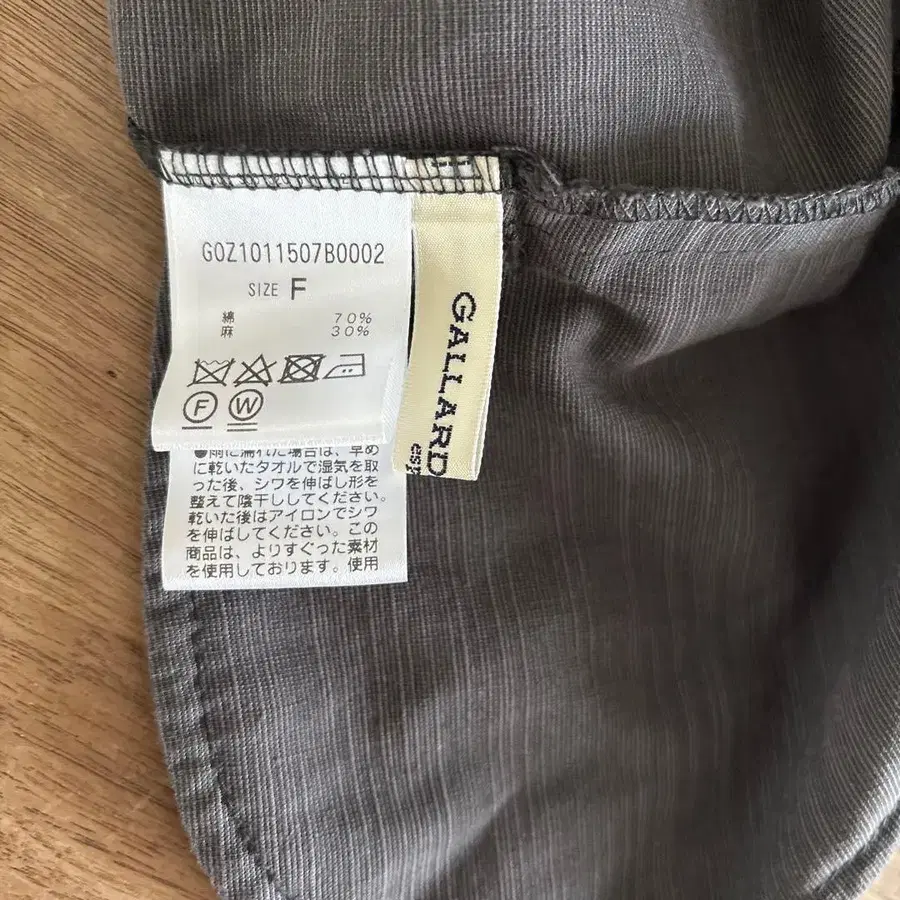 G0Z1011507B0002
SIZE F
綿 70%
麻 30%
F W
●雨に濡れた場合は、早め
に乾いたタオルで湿気を取
った後、シワを伸ばし形を
整えて陰干ししてください。
乾いた後はアイロンでシワ
を伸ばしてください。この
商品は、よりすぐった素材
を使用しております。使用
GALLARD